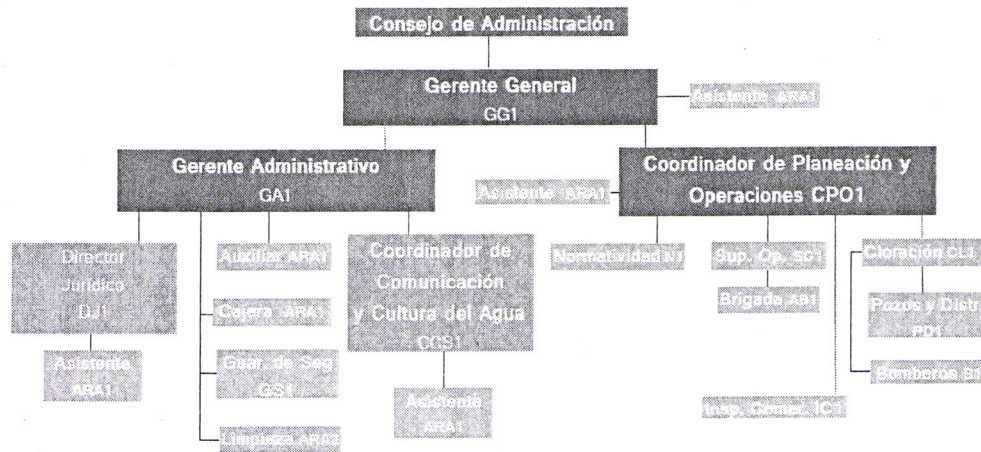 Consejo de Administración
Gerente General
GG1
Asistente ARA1
Gerente Administrativo
GA1
Coordinador de Planeación y
Operaciones CPO1
Asistente ARA1
Director
Jurídico
DJ1
Asistente
ARA1
Auxiliar ARA1
Cajera ARA1
Guar. de Seg
GS1
Limpieza ARA2
Coordinador de
Comunicación
y Cultura del Agua
CCS1
Asistente
ARA1
Normatividad N1
Sup. Op. SO1
Brigada AB1
Insp. Comer. IC1
Cloración CL1
Pozos y Distr.
PD1
Bomberos B1